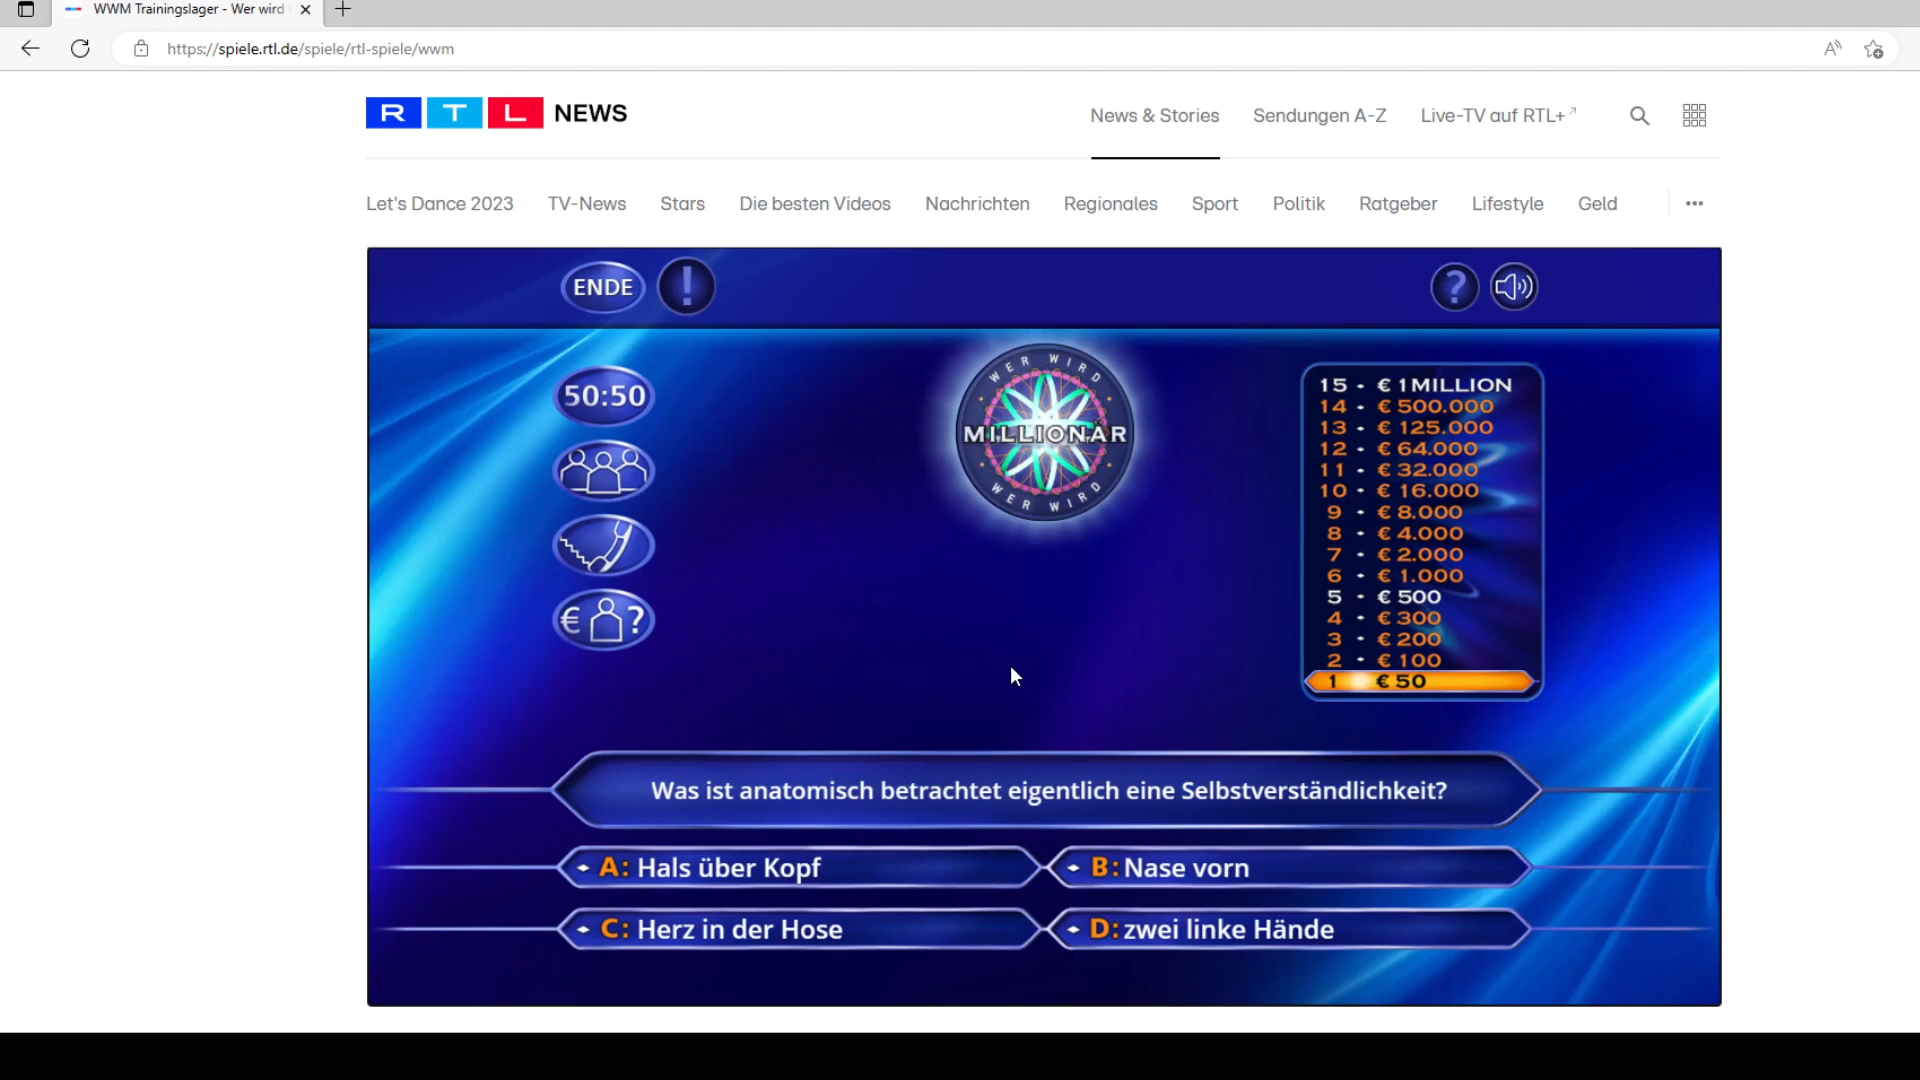 WWM Trainingslager - Wer wird
https://spiele.rtl.de/spiele/rtl-spiele/wwm
RTL NEWS
News & Stories Sendungen A-Z Live-TV auf RTL+
Let's Dance 2023 TV-News Stars Die besten Videos Nachrichten Regionales Sport Politik Ratgeber Lifestyle Geld
ENDE ! ?
50:50
€ ?
WER WIRD
MILLIONÄR
WER WIRD
15 · € 1 MILLION
14 · € 500.000
13 · € 125.000
12 · € 64.000
11 · € 32.000
10 · € 16.000
9 · € 8.000
8 · € 4.000
7 · € 2.000
6 · € 1.000
5 · € 500
4 · € 300
3 · € 200
2 · € 100
1 € 50
Was ist anatomisch betrachtet eigentlich eine Selbstverständlichkeit?
A: Hals über Kopf B: Nase vorn
C: Herz in der Hose D: zwei linke Hände